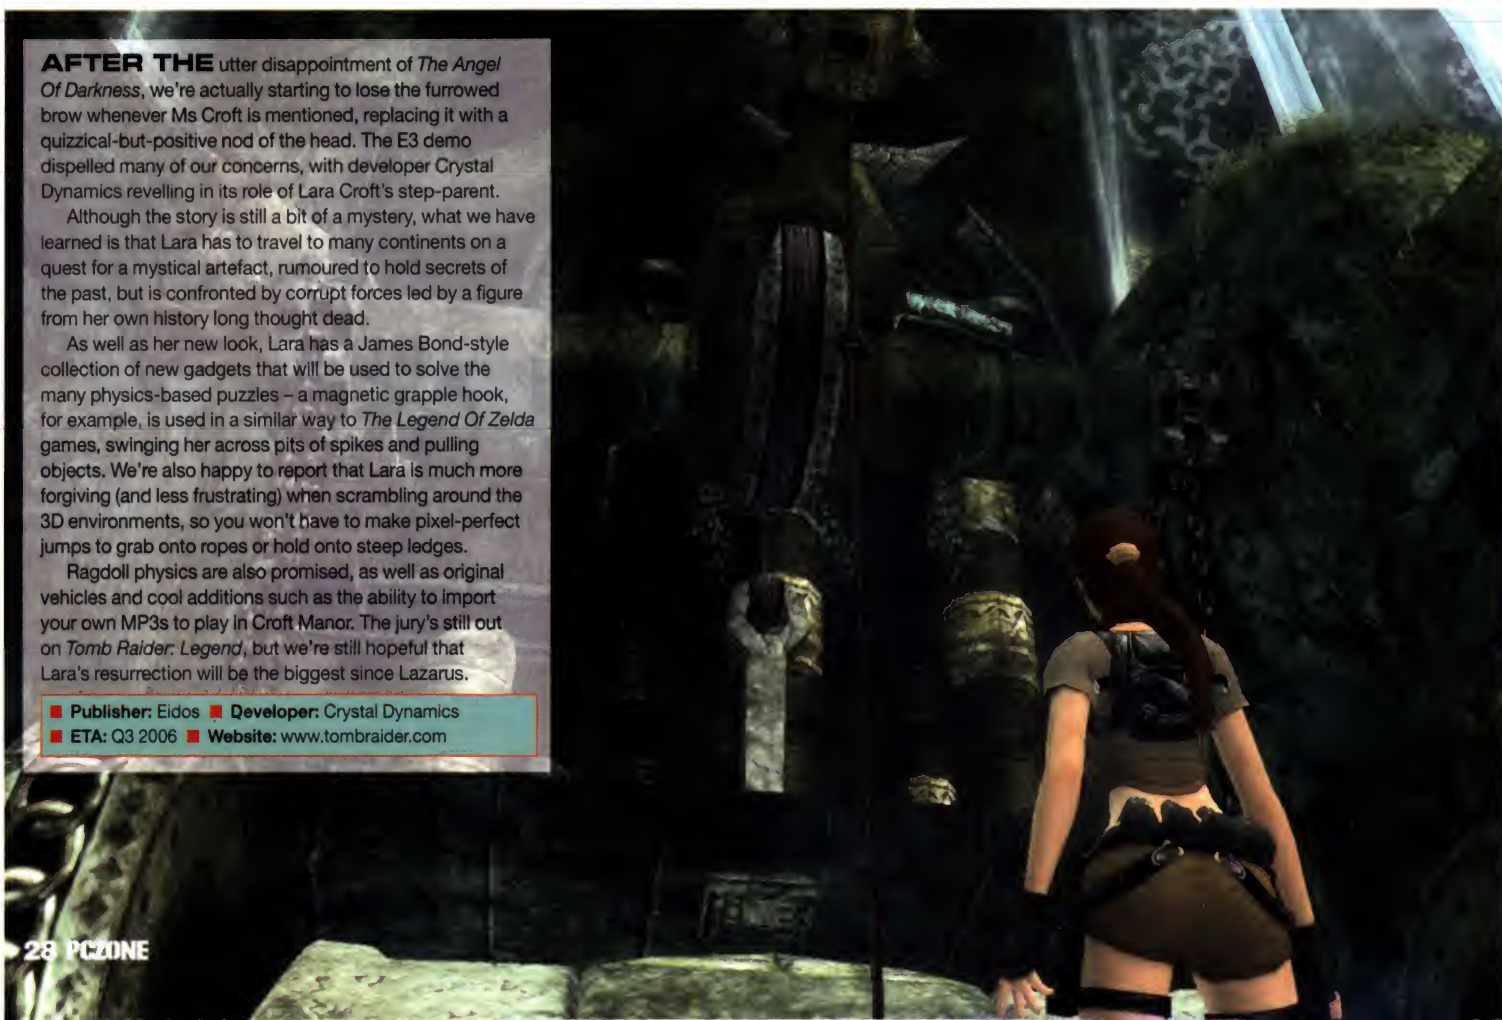 AFTER THE utter disappointment of The Angel
Of Darkness, we're actually starting to lose the furrowed
brow whenever Ms Croft is mentioned, replacing it with a
quizzical-but-positive nod of the head. The E3 demo
dispelled many of our concerns, with developer Crystal
Dynamics revelling in its role of Lara Croft's step-parent.
Although the story is still a bit of a mystery, what we have
learned is that Lara has to travel to many continents on a
quest for a mystical artefact, rumoured to hold secrets of
the past, but is confronted by corrupt forces led by a figure
from her own history long thought dead.
As well as her new look, Lara has a James Bond-style
collection of new gadgets that will be used to solve the
many physics-based puzzles – a magnetic grapple hook,
for example, is used in a similar way to The Legend Of Zelda
games, swinging her across pits of spikes and pulling
objects. We're also happy to report that Lara is much more
forgiving (and less frustrating) when scrambling around the
3D environments, so you won't have to make pixel-perfect
jumps to grab onto ropes or hold onto steep ledges.
Ragdoll physics are also promised, as well as original
vehicles and cool additions such as the ability to import
your own MP3s to play in Croft Manor. The jury's still out
on Tomb Raider: Legend, but we're still hopeful that
Lara's resurrection will be the biggest since Lazarus.
■ Publisher: Eidos ■ Developer: Crystal Dynamics
■ ETA: Q3 2006 ■ Website: www.tombraider.com
28 PCZONE